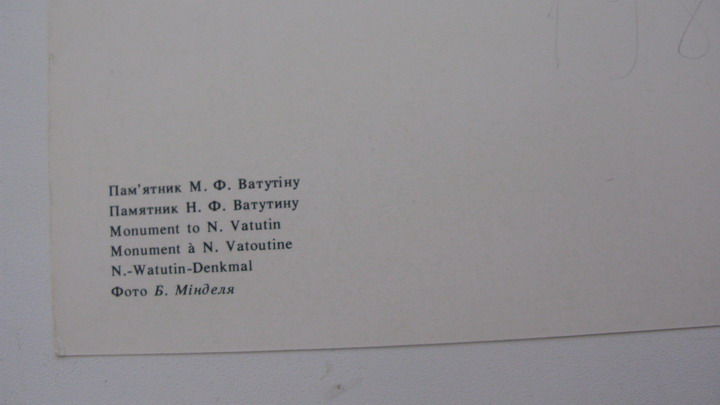 Пам'ятник М. Ф. Ватутіну
Памятник Н. Ф. Ватутину
Monument to N. Vatutin
Monument à N. Vatoutine
N.-Watutin-Denkmal
Фото Б. Мінделя